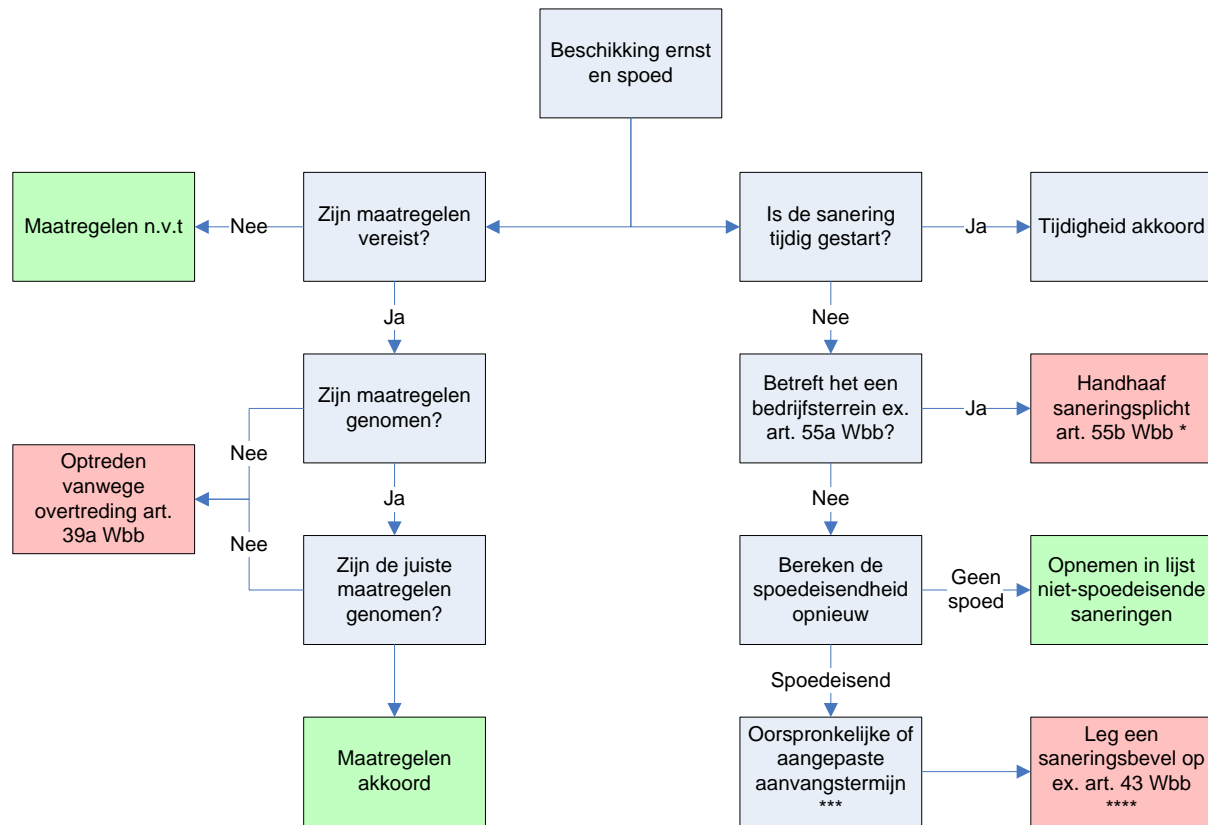 Beschikking ernst
en spoed
Maatregelen n.v.t
Nee
Zijn maatregelen
vereist?
Is de sanering
tijdig gestart?
Ja
Tijdigheid akkoord
Ja
Nee
Zijn maatregelen
genomen?
Betreft het een
bedrijfsterrein ex.
art. 55a Wbb?
Ja
Handhaaf
saneringsplicht
art. 55b Wbb *
Nee
Optreden
vanwege
overtreding art.
39a Wbb
Ja
Nee
Nee
Zijn de juiste
maatregelen
genomen?
Bereken de
spoedeisendheid
opnieuw
Geen
spoed
Opnemen in lijst
niet-spoedeisende
saneringen
Spoedeisend
Maatregelen
akkoord
Oorspronkelijke of
aangepaste
aanvangstermijn
***
Leg een
saneringsbevel op
ex. art. 43 Wbb
****